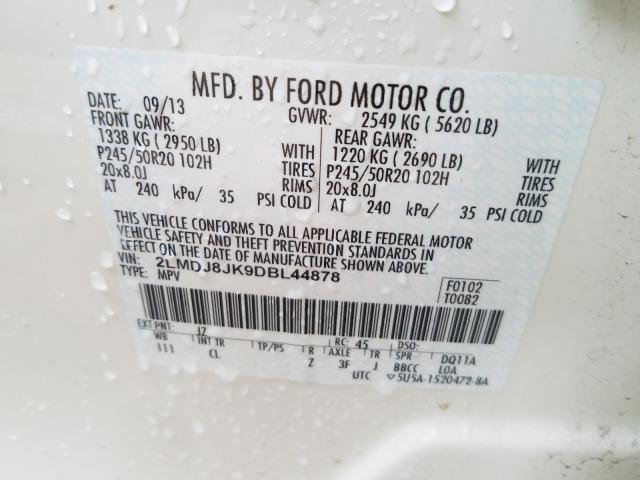 MFD. BY FORD MOTOR CO.
DATE: 09/13 GVWR: 2549 KG ( 5620 LB)
FRONT GAWR: REAR GAWR:
1338 KG ( 2950 LB) WITH 1220 KG ( 2690 LB) WITH
P245/50R20 102H TIRES P245/50R20 102H TIRES
20x8.0J RIMS 20x8.0J RIMS
AT 240 kPa/ 35 PSI COLD AT 240 kPa/ 35 PSI COLD
THIS VEHICLE CONFORMS TO ALL APPLICABLE FEDERAL MOTOR
VEHICLE SAFETY AND THEFT PREVENTION STANDARDS IN
EFFECT ON THE DATE OF MANUFACTURE SHOWN ABOVE.
VIN: 2LMDJ8JK9DBL44878 F0102
TYPE: MPV T0082
EXT PNT: JZ RC: 45 DSO:
WB INT TR TP/PS R AXLE TR SPR DQ11A
111 CL Z 3F J BBCC LOA
UTC ▽5U5A-1520472-BA